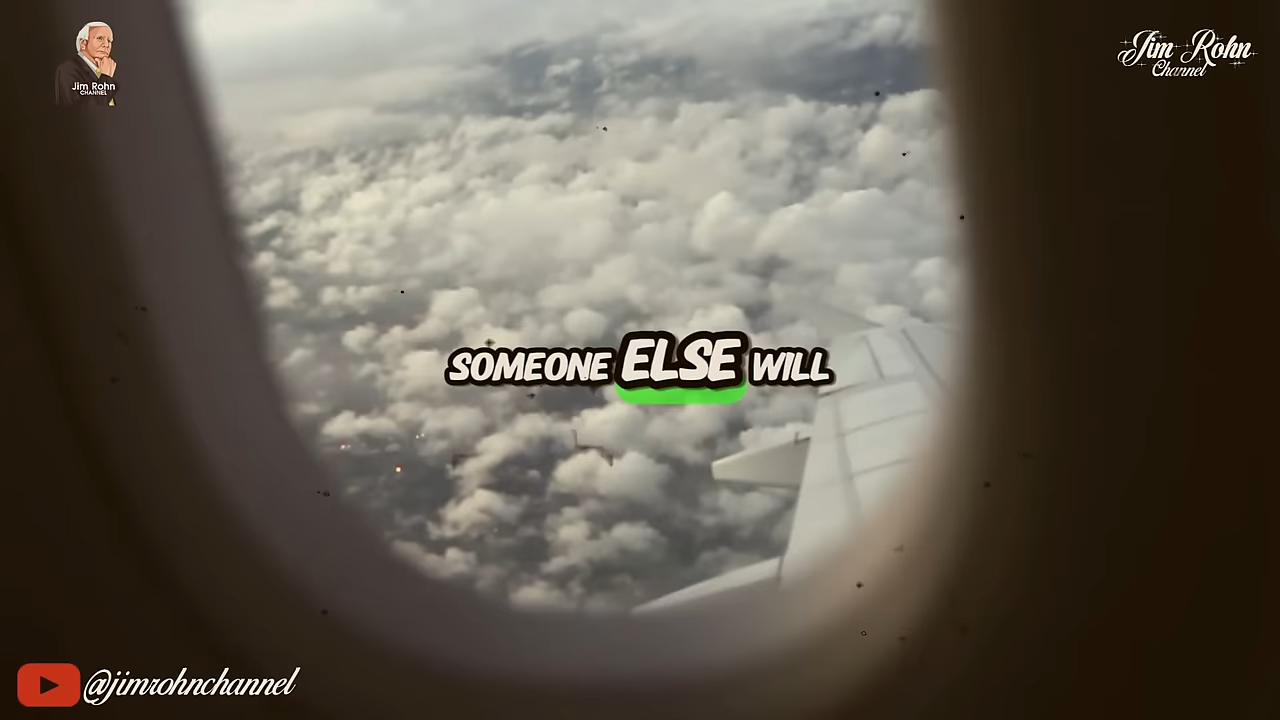 Jim Rohn
CHANNEL
Jim Rohn
Channel
SOMEONE ELSE WILL
@jimrohnchannel